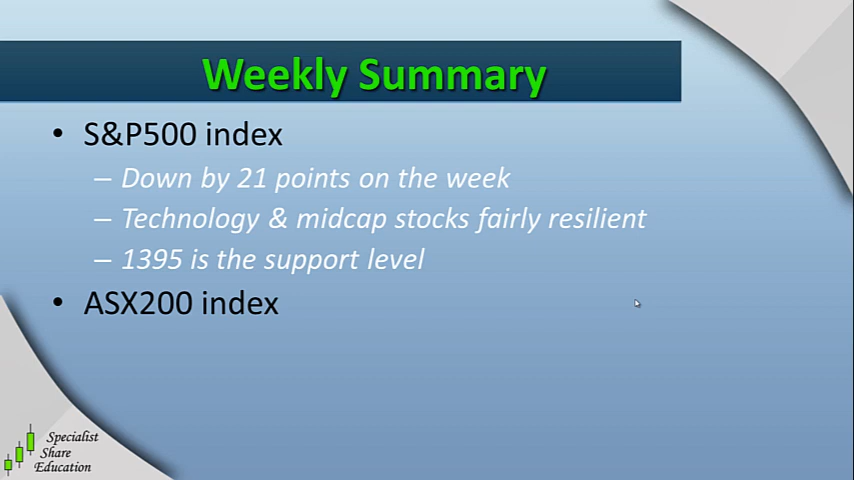 Weekly Summary
• S&P500 index
– Down by 21 points on the week
– Technology & midcap stocks fairly resilient
– 1395 is the support level
• ASX200 index
Specialist
Share
Education